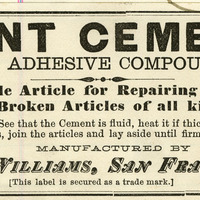 NT CEME
ADHESIVE COMPOU
le Article for Repairing
Broken Articles of all ki
See that the Cement is fluid, heat it if thic
s, join the articles and lay aside until firm
MANUFACTURED BY
WILLIAMS, SAN FRA
[This label is secured as a trade mark.]